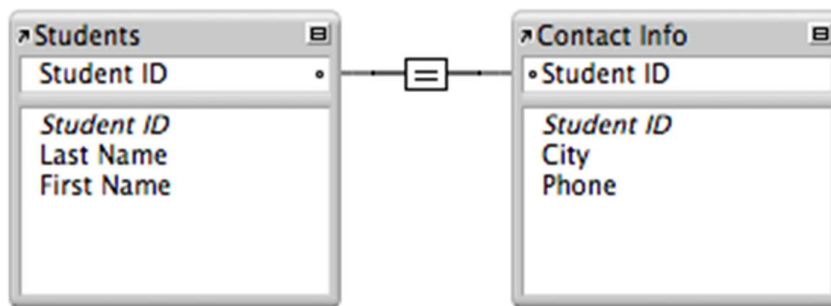 Students
Student ID
Student ID
Last Name
First Name
=
Contact Info
Student ID
Student ID
City
Phone